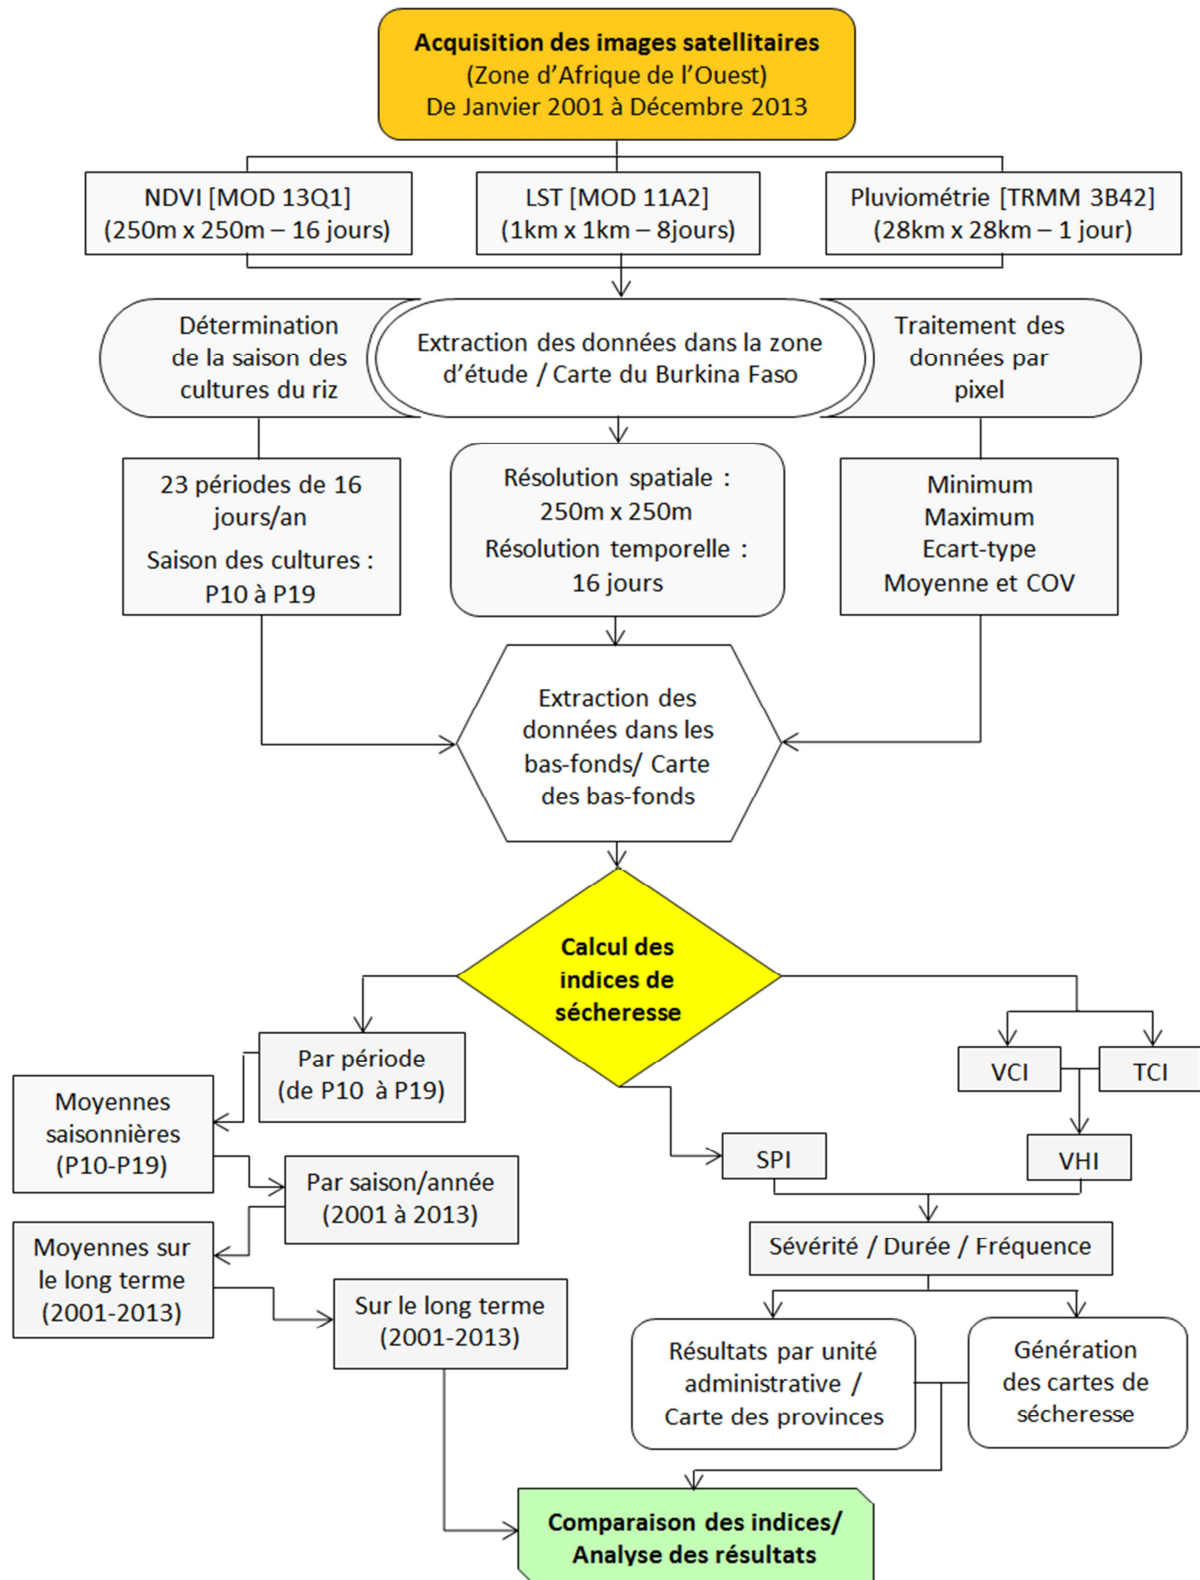 Acquisition des images satellitaires
(Zone d'Afrique de l'Ouest)
De Janvier 2001 à Décembre 2013
NDVI [MOD 13Q1]
(250m x 250m – 16 jours)
LST [MOD 11A2]
(1km x 1km – 8jours)
Pluviométrie [TRMM 3B42]
(28km x 28km – 1 jour)
Détermination
de la saison des
cultures du riz
Extraction des données dans la zone
d'étude / Carte du Burkina Faso
Traitement des
données par
pixel
23 périodes de 16
jours/an
Saison des cultures :
P10 à P19
Résolution spatiale :
250m x 250m
Résolution temporelle :
16 jours
Minimum
Maximum
Ecart-type
Moyenne et COV
Extraction des
données dans les
bas-fonds/ Carte
des bas-fonds
Calcul des
indices de
sécheresse
Par période
(de P10 à P19)
Moyennes
saisonnières
(P10-P19)
Par saison/année
(2001 à 2013)
Moyennes sur
le long terme
(2001-2013)
Sur le long terme
(2001-2013)
VCI
TCI
SPI
VHI
Sévérité / Durée / Fréquence
Résultats par unité
administrative /
Carte des provinces
Génération
des cartes de
sécheresse
Comparaison des indices/
Analyse des résultats